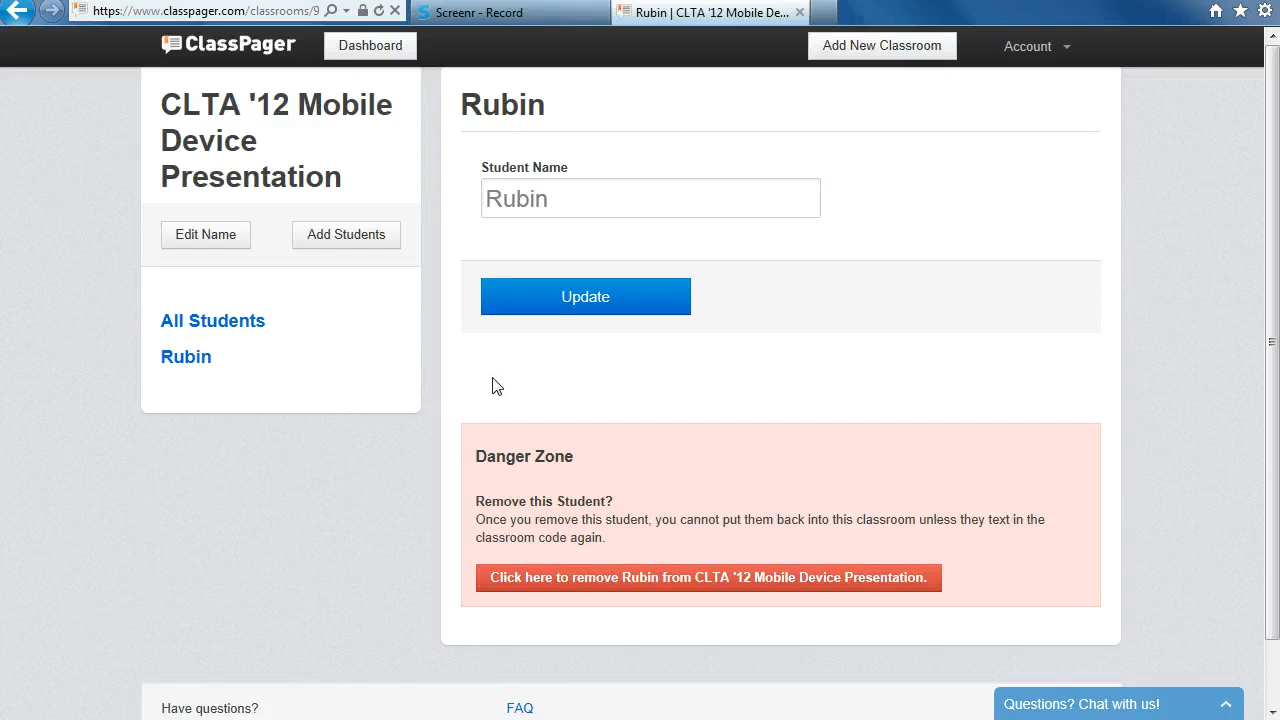 https://www.classpager.com/classrooms/9
Screenr - Record
Rubin | CLTA '12 Mobile De...
ClassPager
Dashboard
Add New Classroom
Account
CLTA '12 Mobile
Device
Presentation
Edit Name
Add Students
All Students
Rubin
Rubin
Student Name
Rubin
Update
Danger Zone
Remove this Student?
Once you remove this student, you cannot put them back into this classroom unless they text in the
classroom code again.
Click here to remove Rubin from CLTA '12 Mobile Device Presentation.
Have questions?
FAQ
Questions? Chat with us!